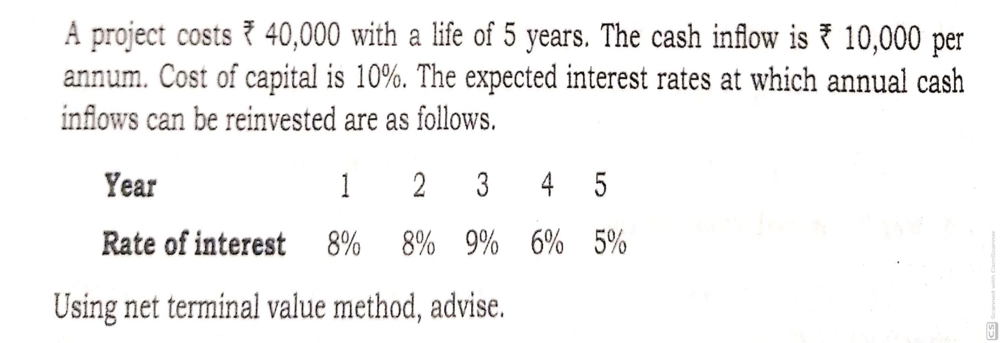 A project costs ₹ 40,000 with a life of 5 years. The cash inflow is ₹ 10,000 per
annum. Cost of capital is 10%. The expected interest rates at which annual cash
inflows can be reinvested are as follows.
Year 1 2 3 4 5
Rate of interest 8% 8% 9% 6% 5%
Using net terminal value method, advise.
CS Scanned with CamScanner